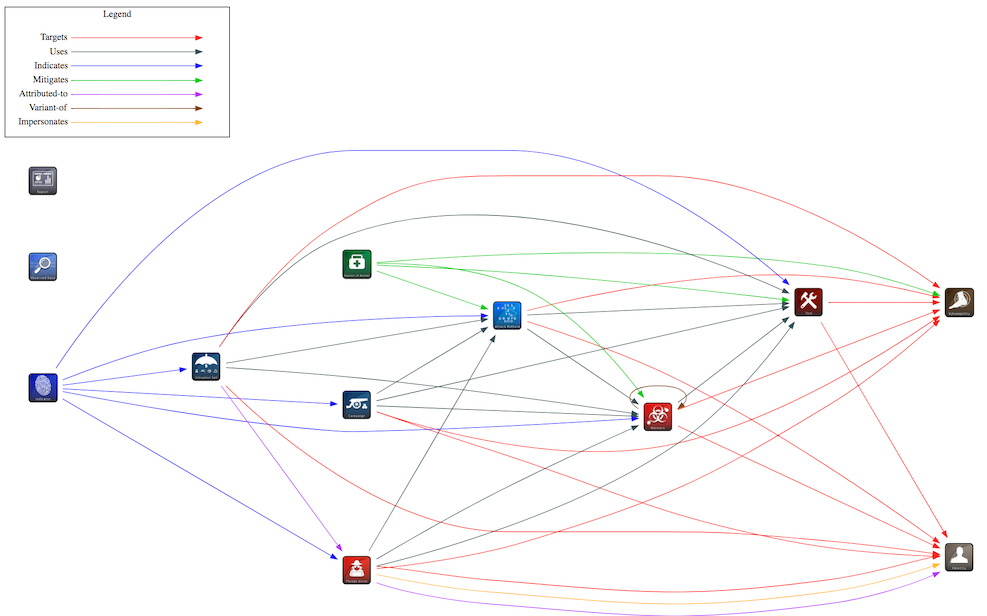 Legend
Targets
Uses
Indicates
Mitigates
Attributed-to
Variant-of
Impersonates
Report
Observed Data
Course of Action
Tool
Vulnerability
Attack Pattern
Intrusion Set
Indicator
Campaign
Malware
Threat Actor
Identity